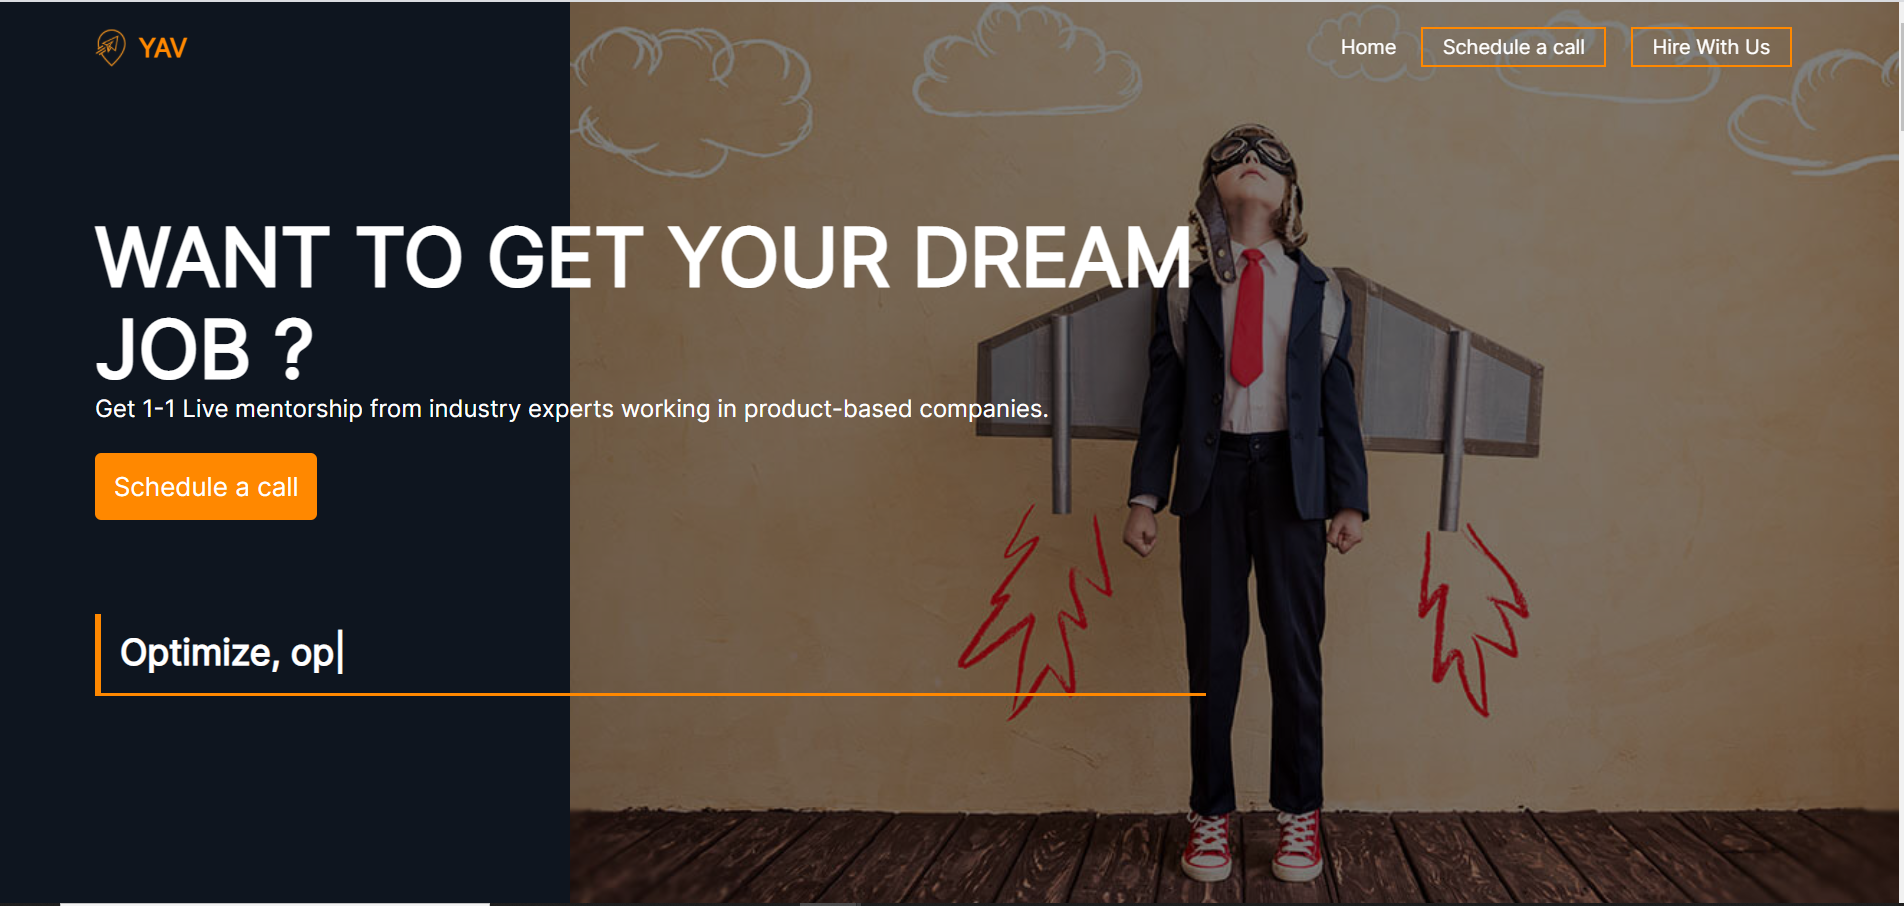 YAV
Home
Schedule a call
Hire With Us
WANT TO GET YOUR DREAM
JOB ?
Get 1-1 Live mentorship from industry experts working in product-based companies.
Schedule a call
Optimize, op